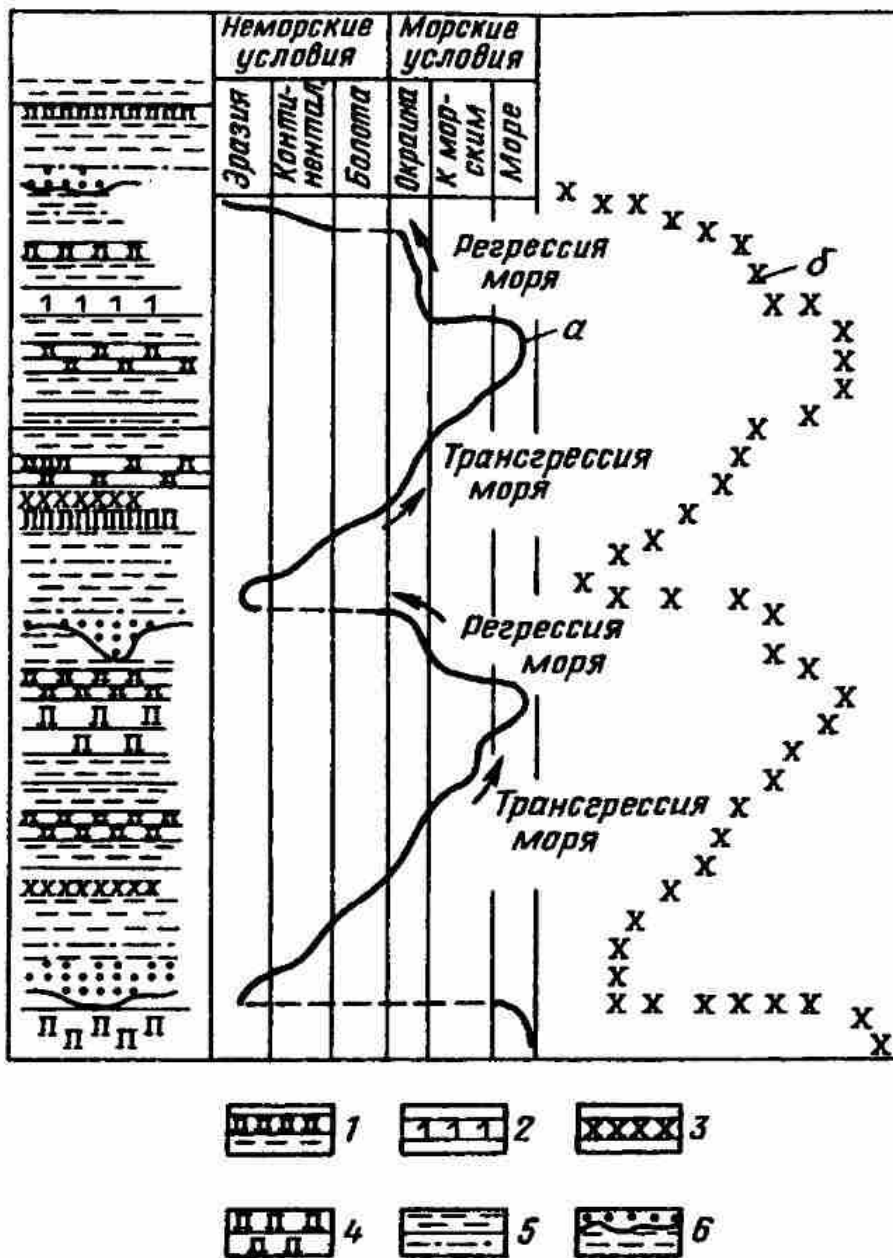 Неморские
условия
Морские
условия
Эразия
Конти-
нентал.
Болота
Окраина
К мор-
ским
Море
Регрессия
моря
δ
а
Трансгрессия
моря
Регрессия
моря
Трансгрессия
моря
1
2
3
4
5
6